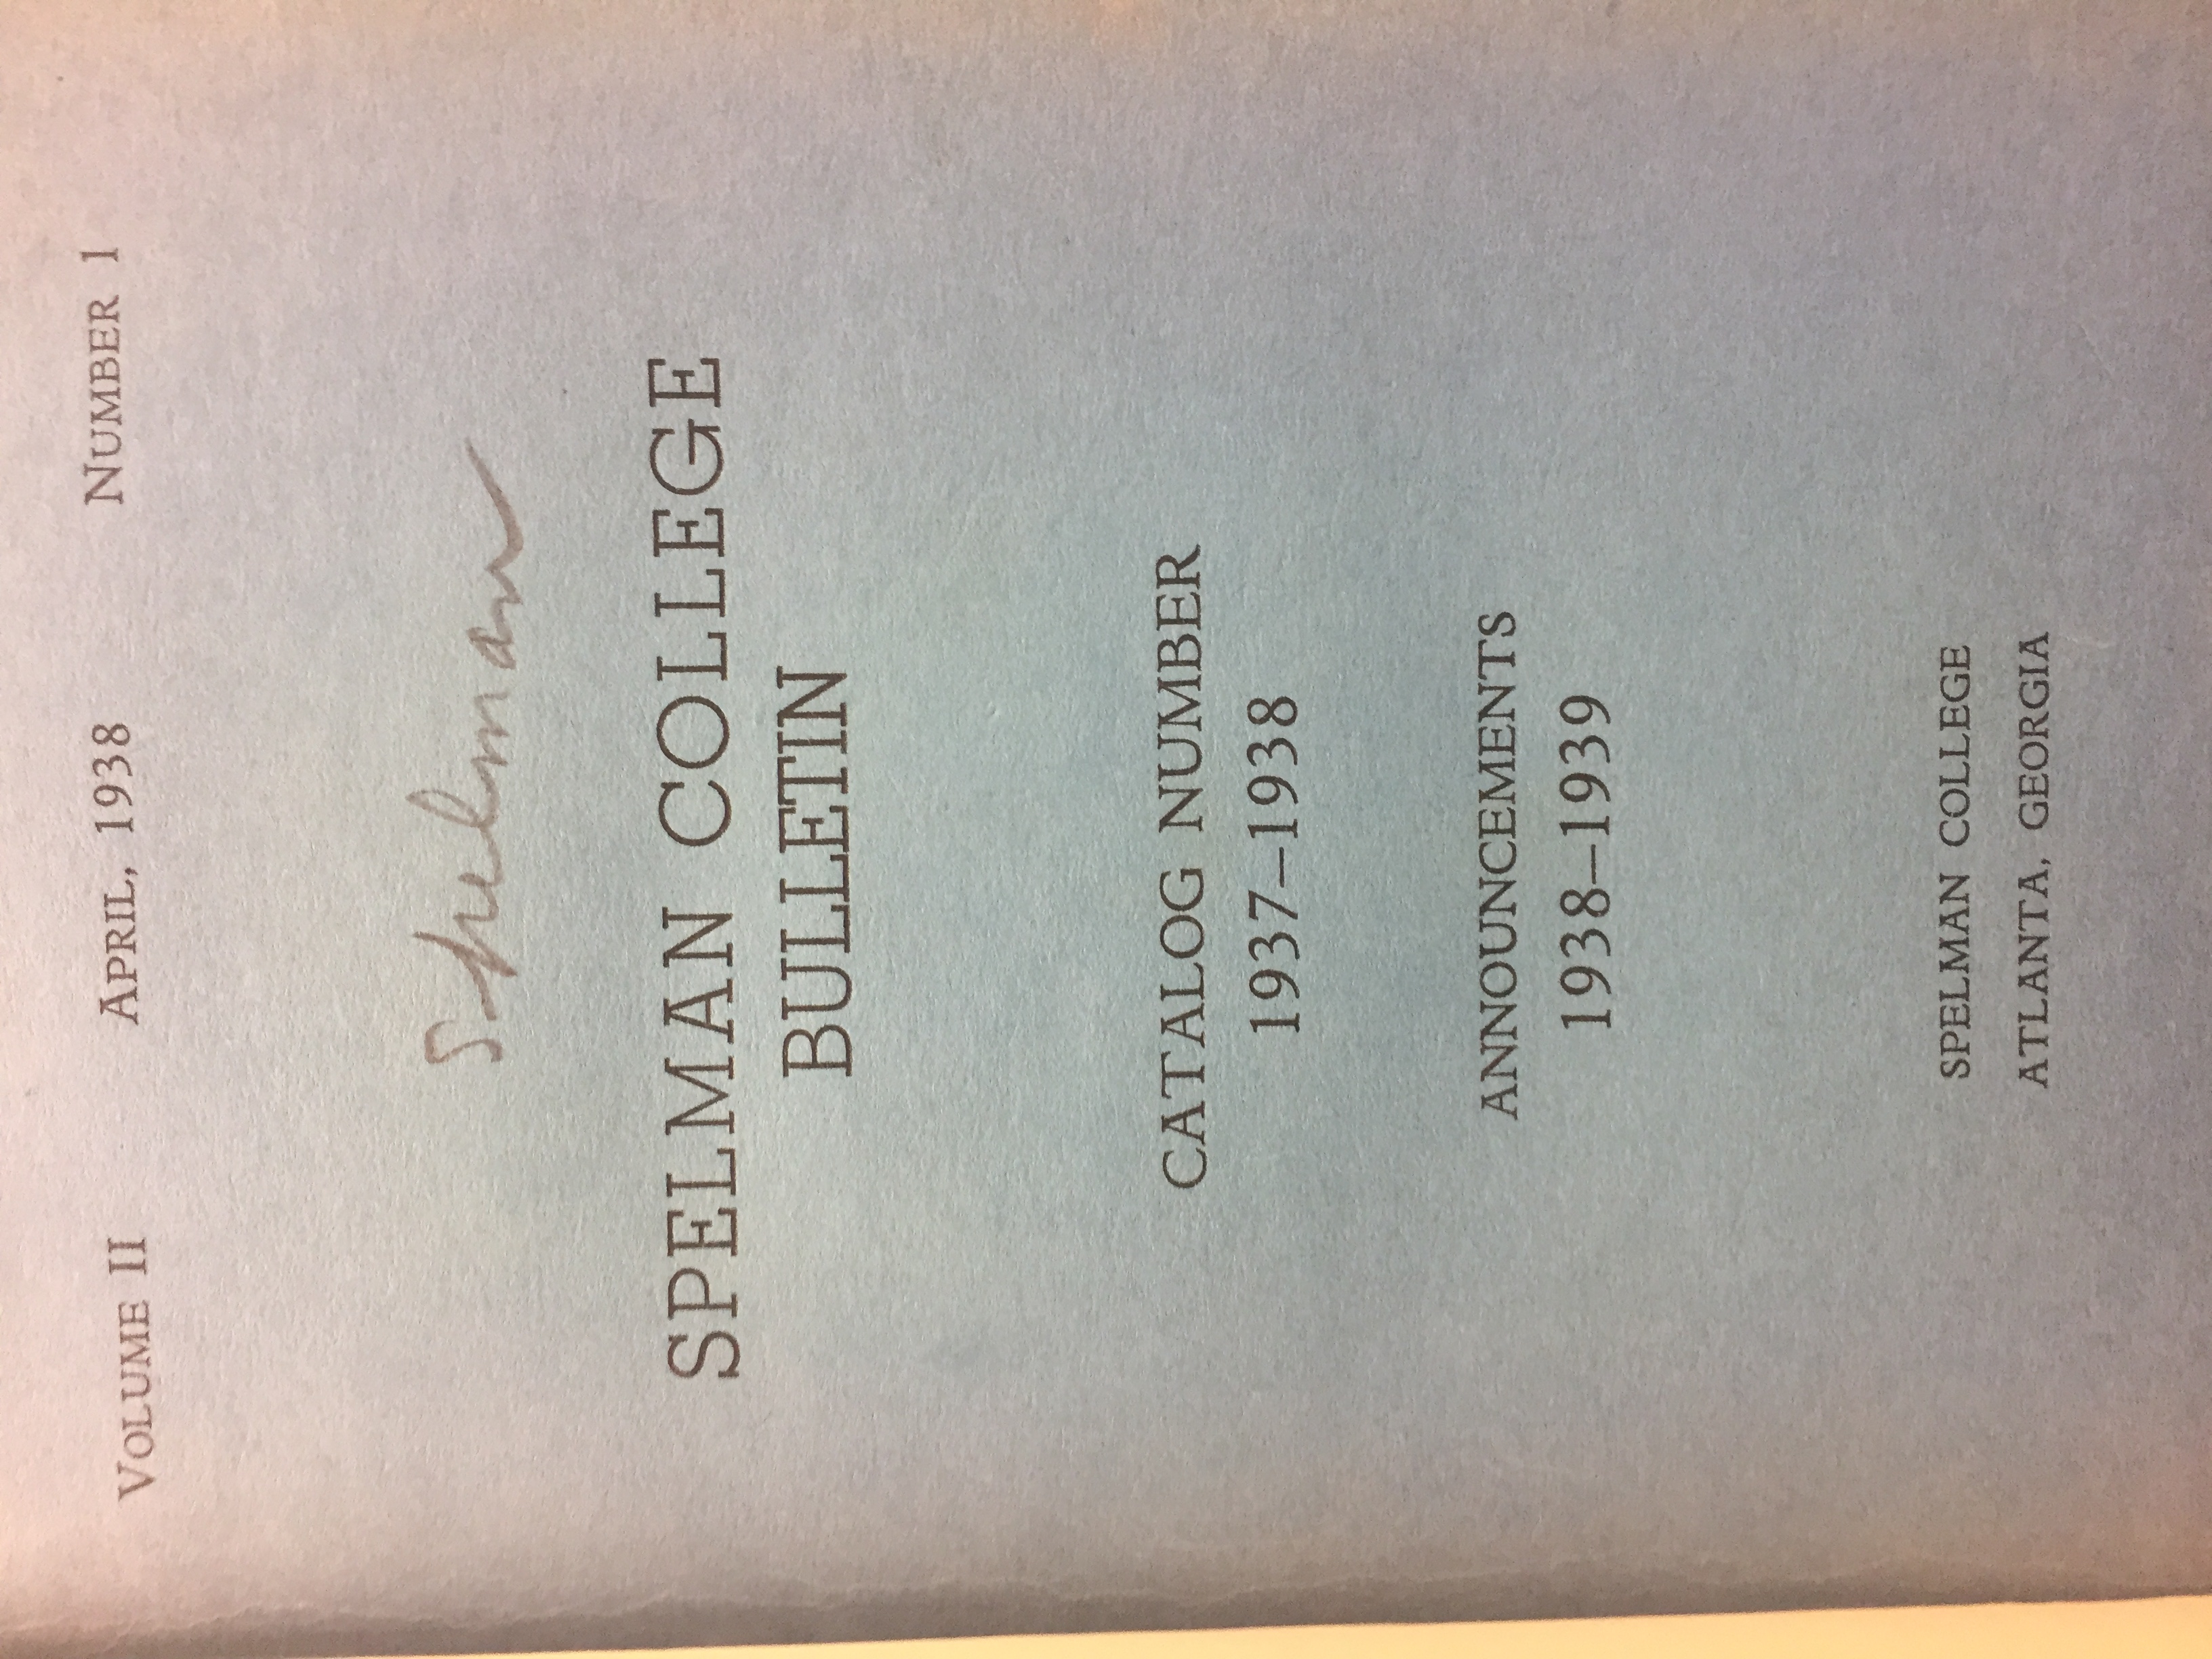 VOLUME II APRIL, 1938 NUMBER 1
Spelman
SPELMAN COLLEGE
BULLETIN
CATALOG NUMBER
1937–1938
ANNOUNCEMENTS
1938–1939
SPELMAN COLLEGE
ATLANTA, GEORGIA